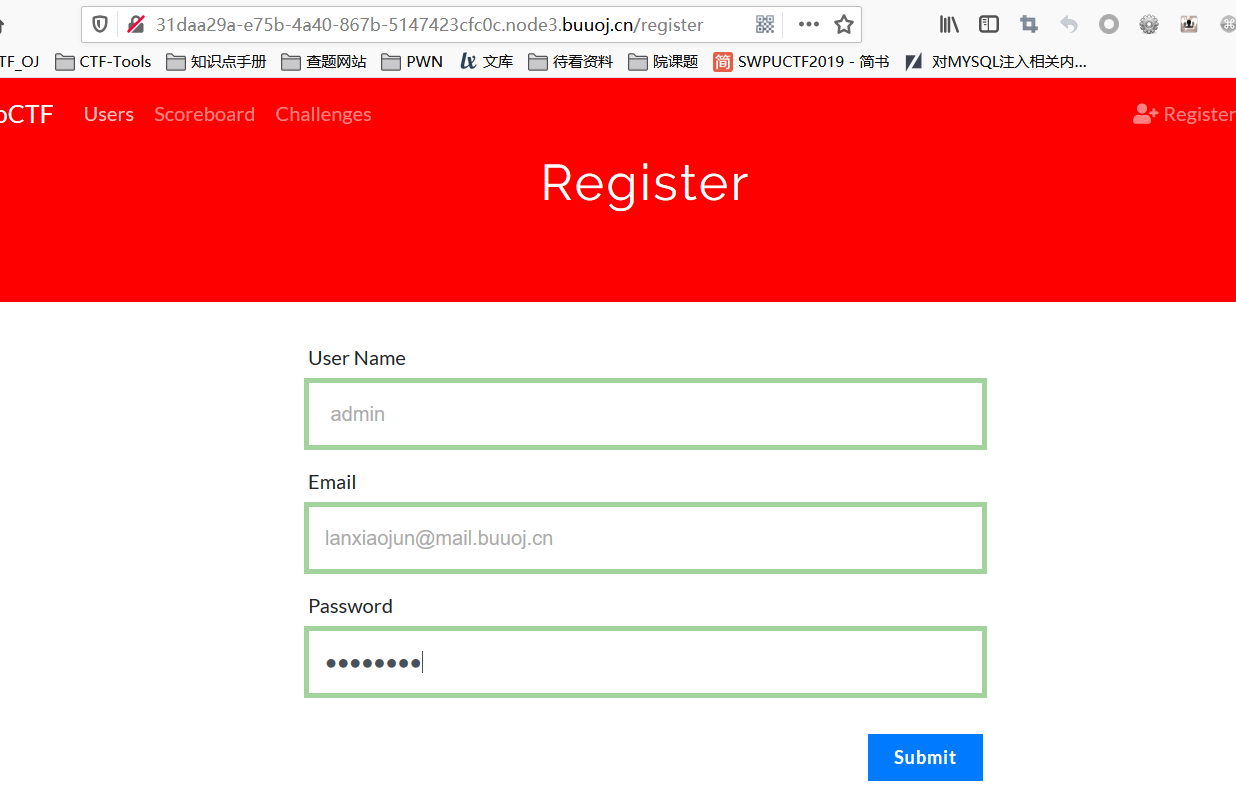 31daa29a-e75b-4a40-867b-5147423cfc0c.node3.buuoj.cn/register
TF_OJ CTF-Tools 知识点手册 查题网站 PWN lx 文库 待看资料 院课题 简 SWPUCTF2019 - 简书 对MYSQL注入相关内...
oCTF Users Scoreboard Challenges Register
Register
User Name
admin
Email
lanxiaojun@mail.buuoj.cn
Password
●●●●●●●●
Submit